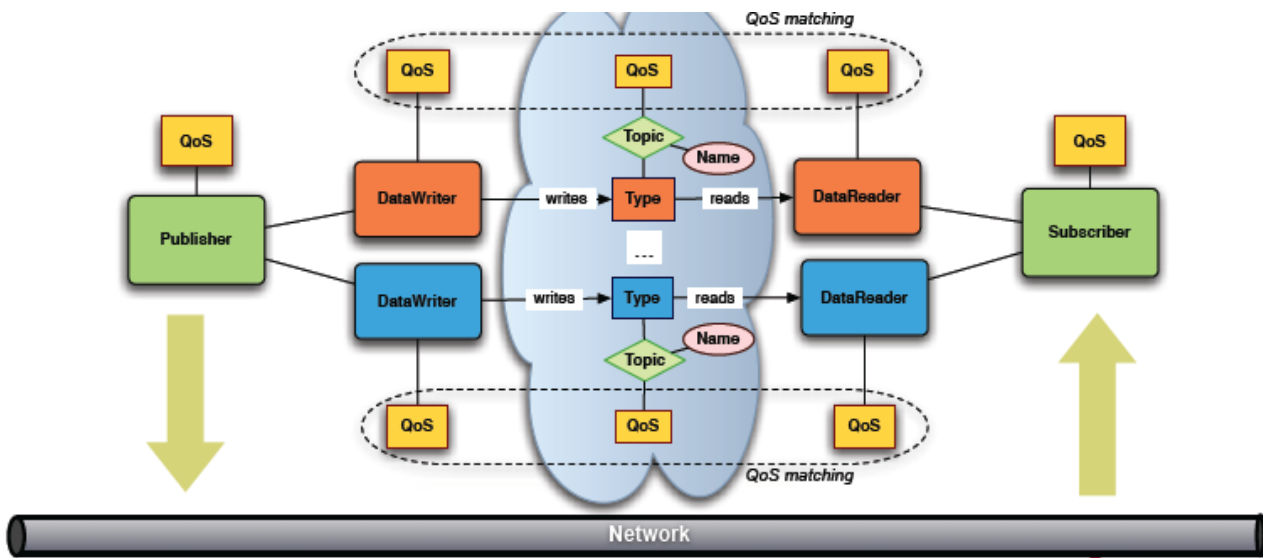 QoS matching
QoS
QoS
QoS
QoS
QoS
Topic
Name
DataWriter
writes
Type
reads
DataReader
Publisher
Subscriber
...
DataWriter
writes
Type
reads
DataReader
Name
Topic
QoS
QoS
QoS
QoS matching
Network